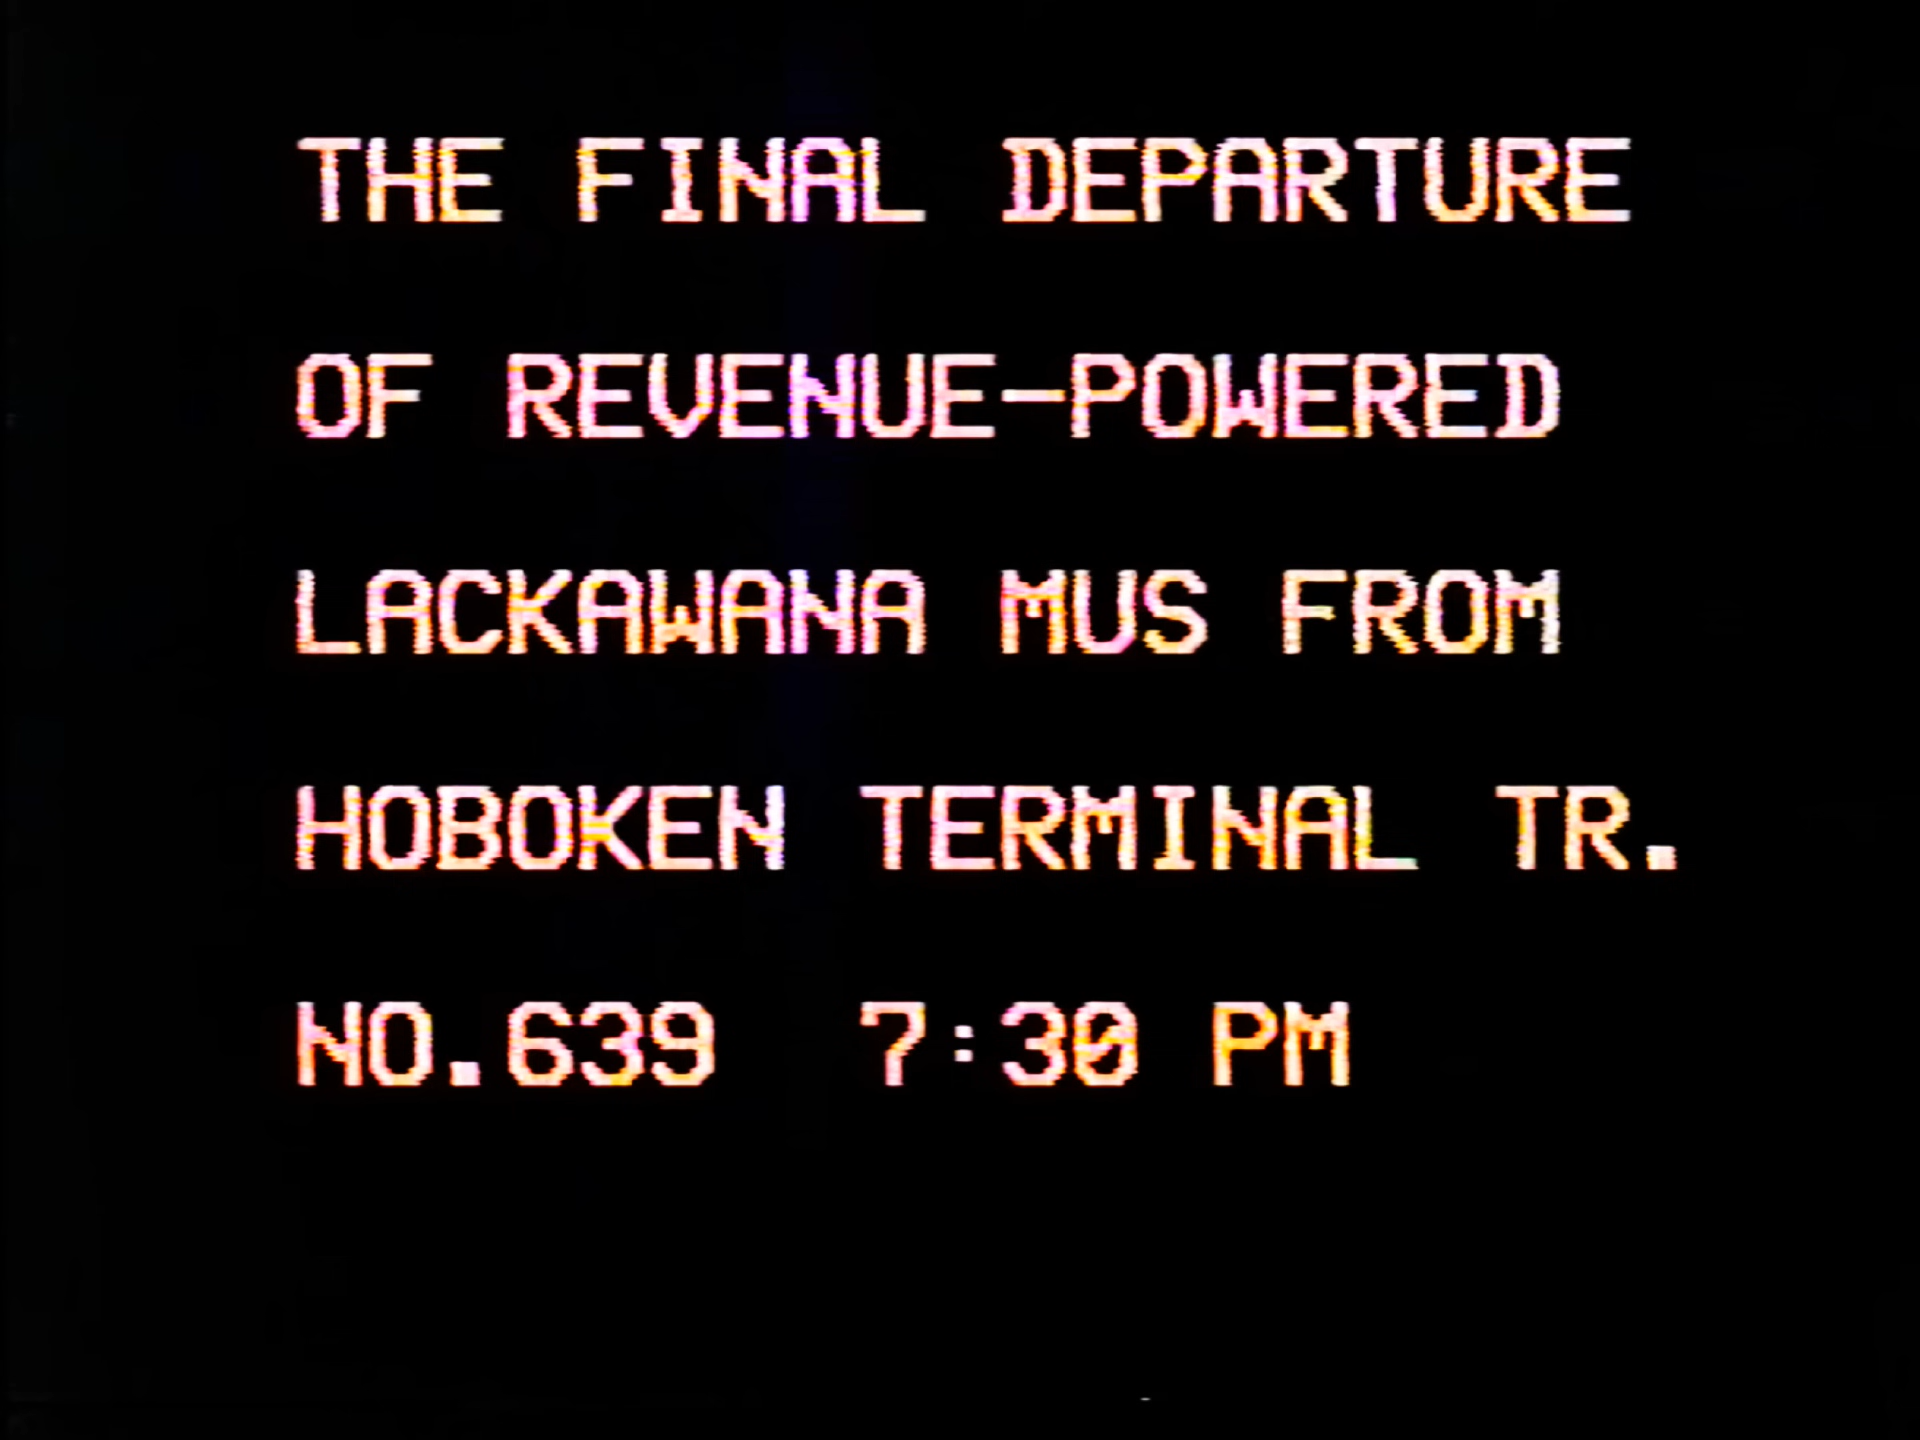 THE FINAL DEPARTURE
OF REVENUE-POWERED
LACKAWANA MUS FROM
HOBOKEN TERMINAL TR.
NO.639 7:30 PM